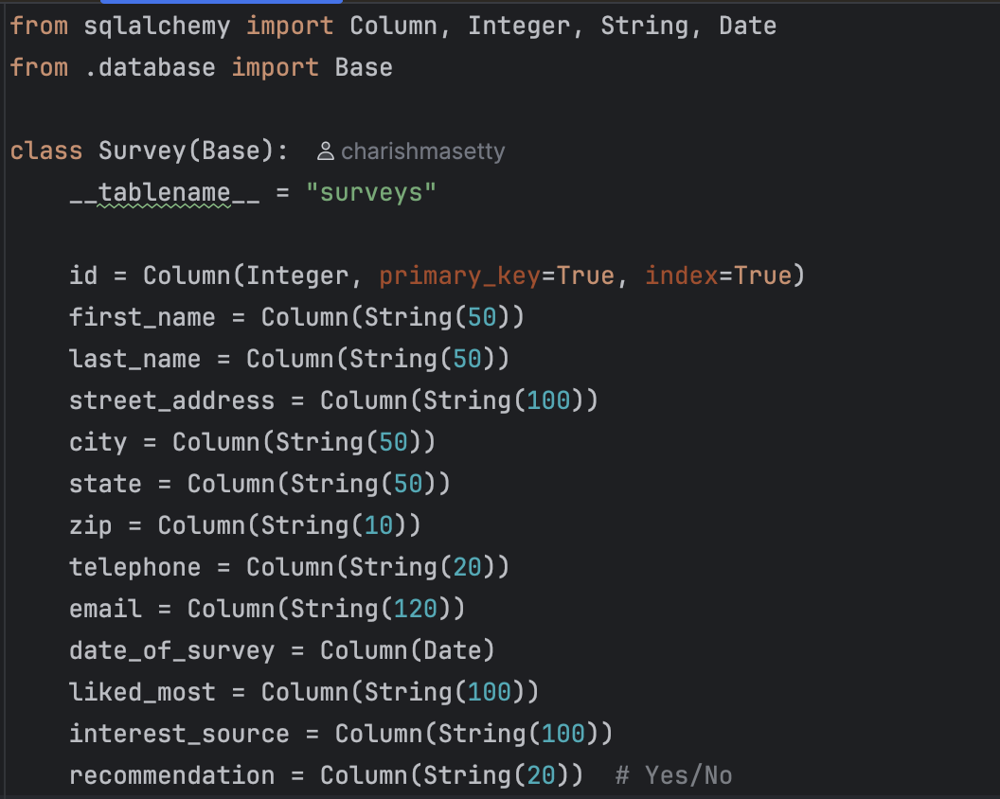 from sqlalchemy import Column, Integer, String, Date
from .database import Base
class Survey(Base): charishmasetty
__tablename__ = "surveys"
id = Column(Integer, primary_key=True, index=True)
first_name = Column(String(50))
last_name = Column(String(50))
street_address = Column(String(100))
city = Column(String(50))
state = Column(String(50))
zip = Column(String(10))
telephone = Column(String(20))
email = Column(String(120))
date_of_survey = Column(Date)
liked_most = Column(String(100))
interest_source = Column(String(100))
recommendation = Column(String(20))  # Yes/No